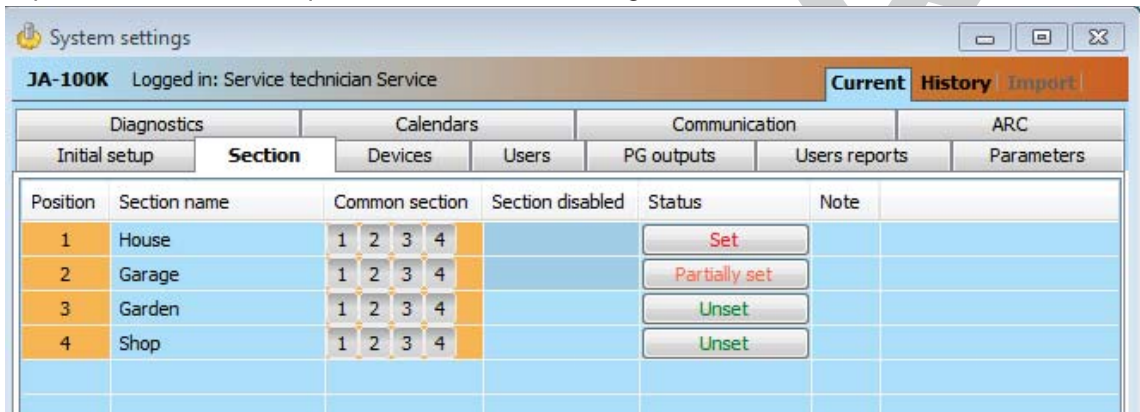 System settings
JA-100K Logged in: Service technician Service Current History Import
Diagnostics Calendars Communication ARC
Initial setup Section Devices Users PG outputs Users reports Parameters
Position Section name Common section Section disabled Status Note
1 House 1 2 3 4 Set
2 Garage 1 2 3 4 Partially set
3 Garden 1 2 3 4 Unset
4 Shop 1 2 3 4 Unset